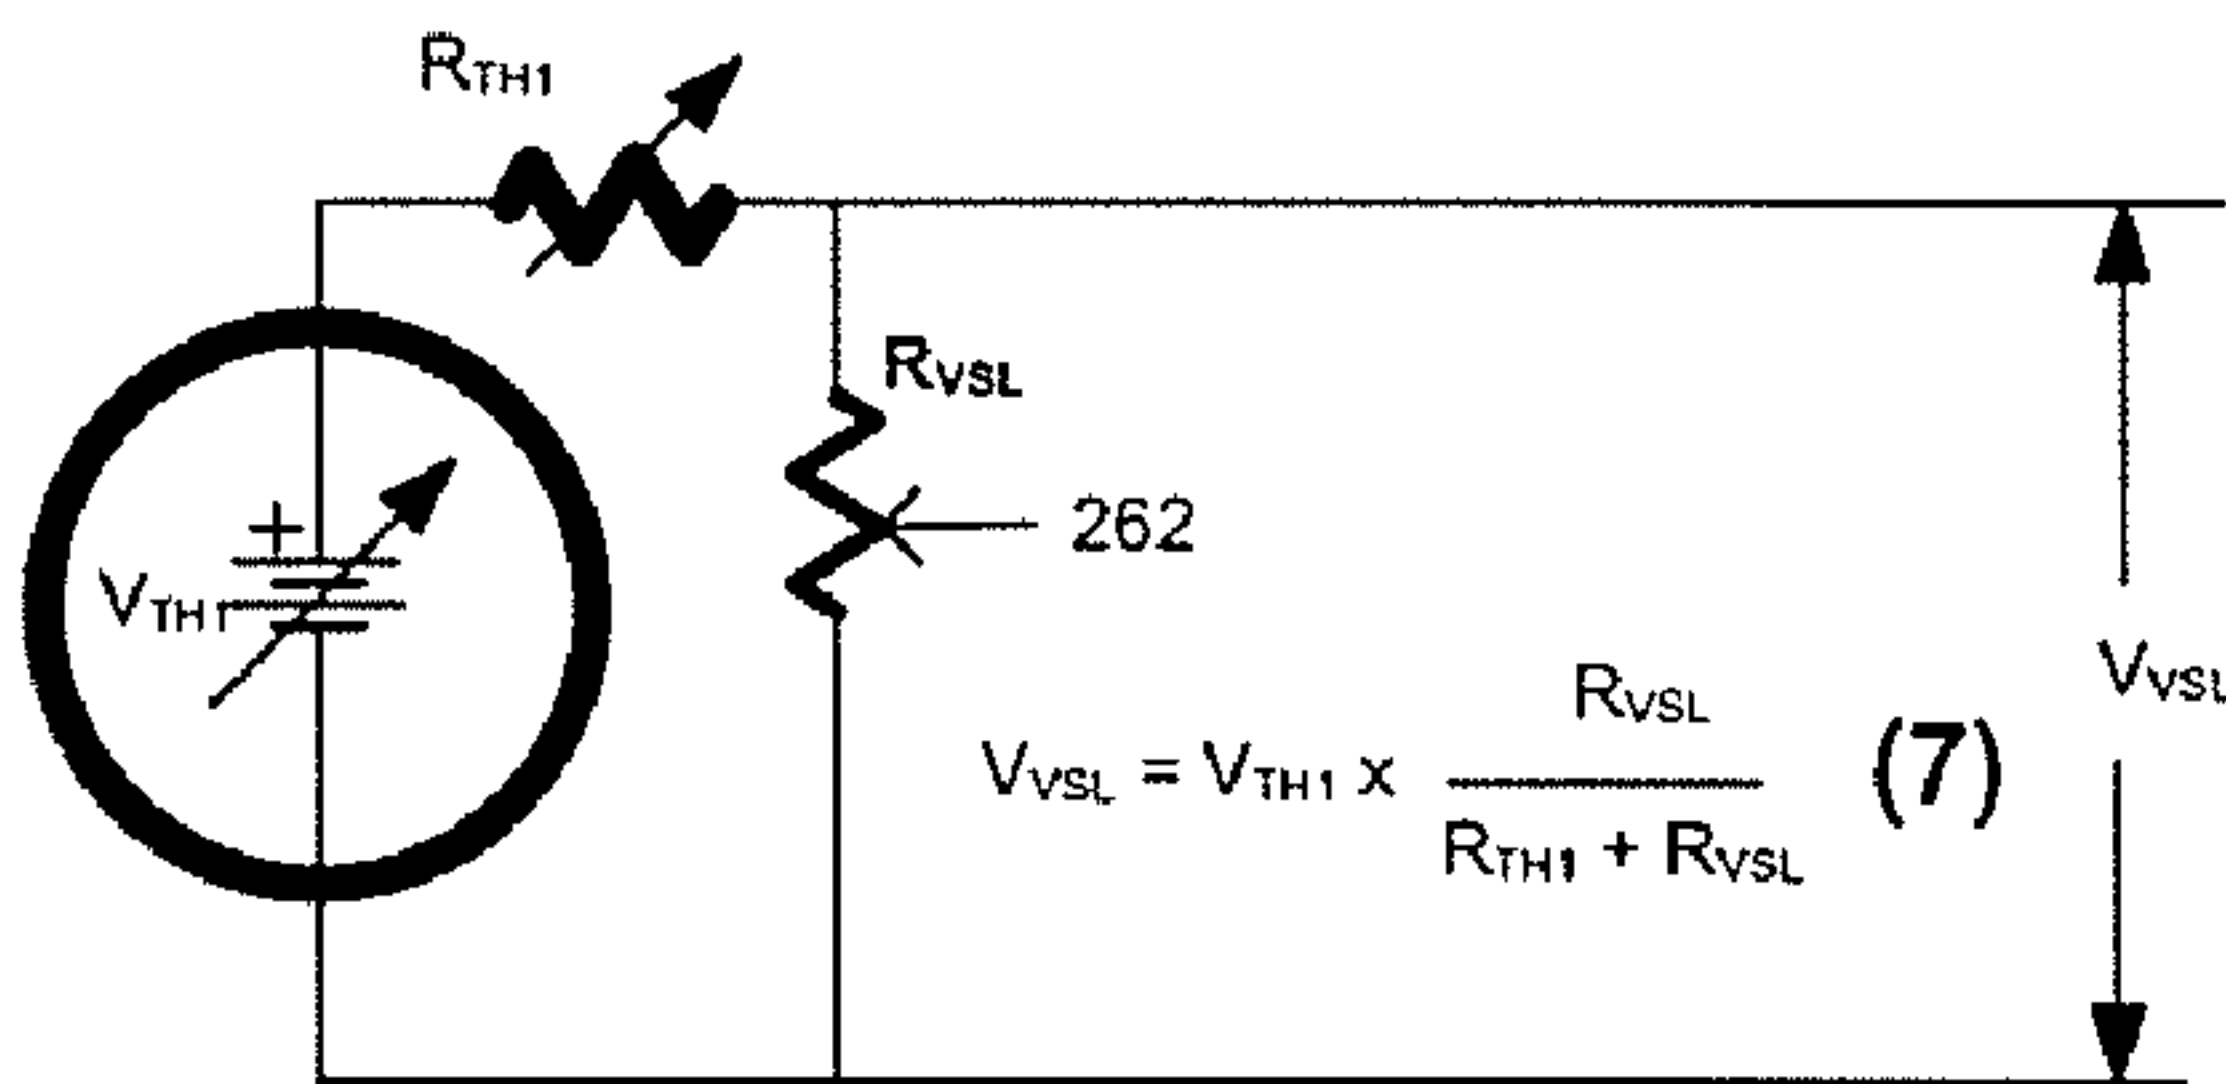 RTH1
RVSL
262
+
VTH1
VVSL
RVSL
VVSL = VTH1 x  
RTH1 + RVSL
(7)